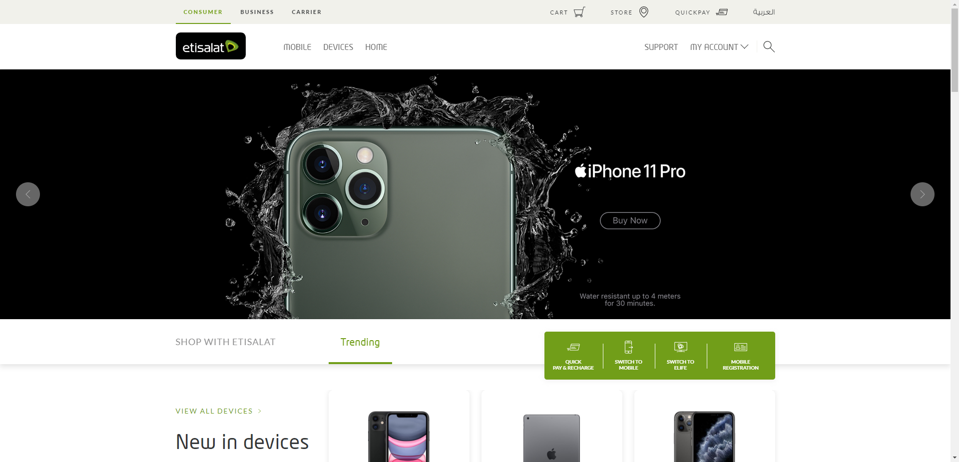 CONSUMER BUSINESS CARRIER CART STORE QUICKPAY العربية
etisalat MOBILE DEVICES HOME SUPPORT MY ACCOUNT
iPhone 11 Pro
Buy Now
Water resistant up to 4 meters
for 30 minutes.
SHOP WITH ETISALAT Trending
QUICK
PAY & RECHARGE
SWITCH TO
MOBILE
SWITCH TO
ELIFE
MOBILE
REGISTRATION
VIEW ALL DEVICES >
New in devices